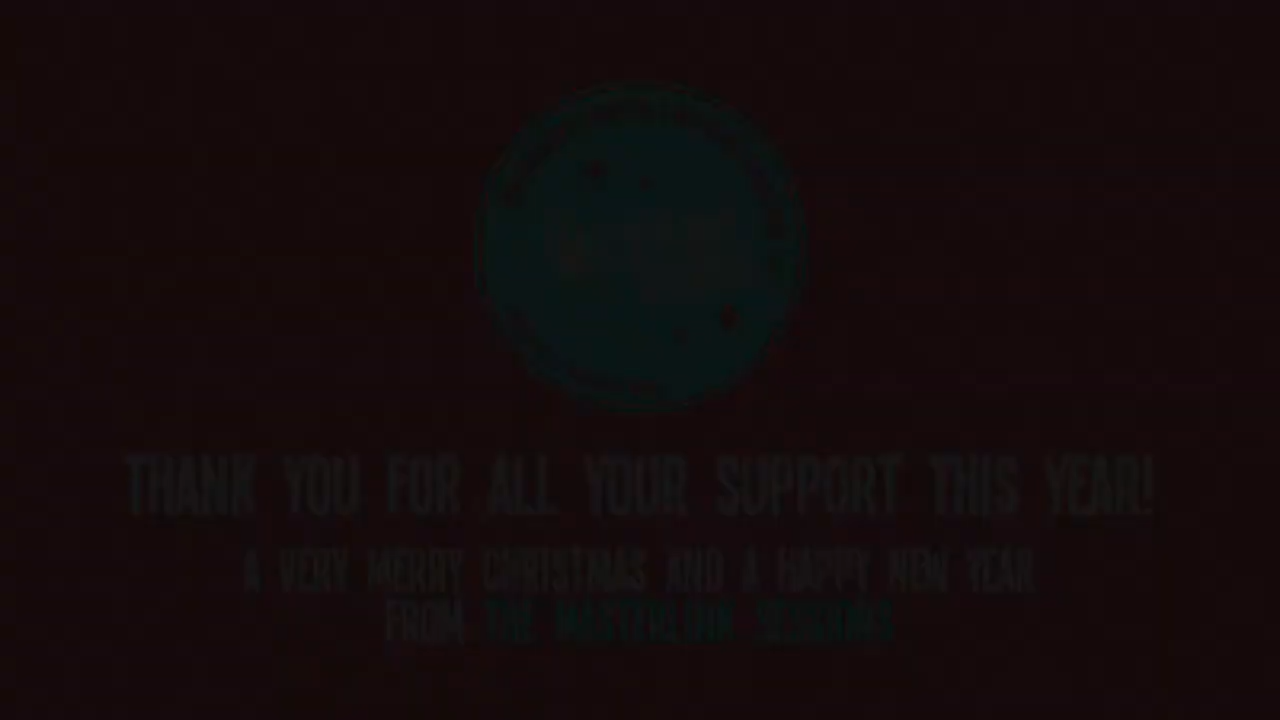 THANK YOU FOR ALL YOUR SUPPORT THIS YEAR!
A VERY MERRY CHRISTMAS AND A HAPPY NEW YEAR
FROM THE